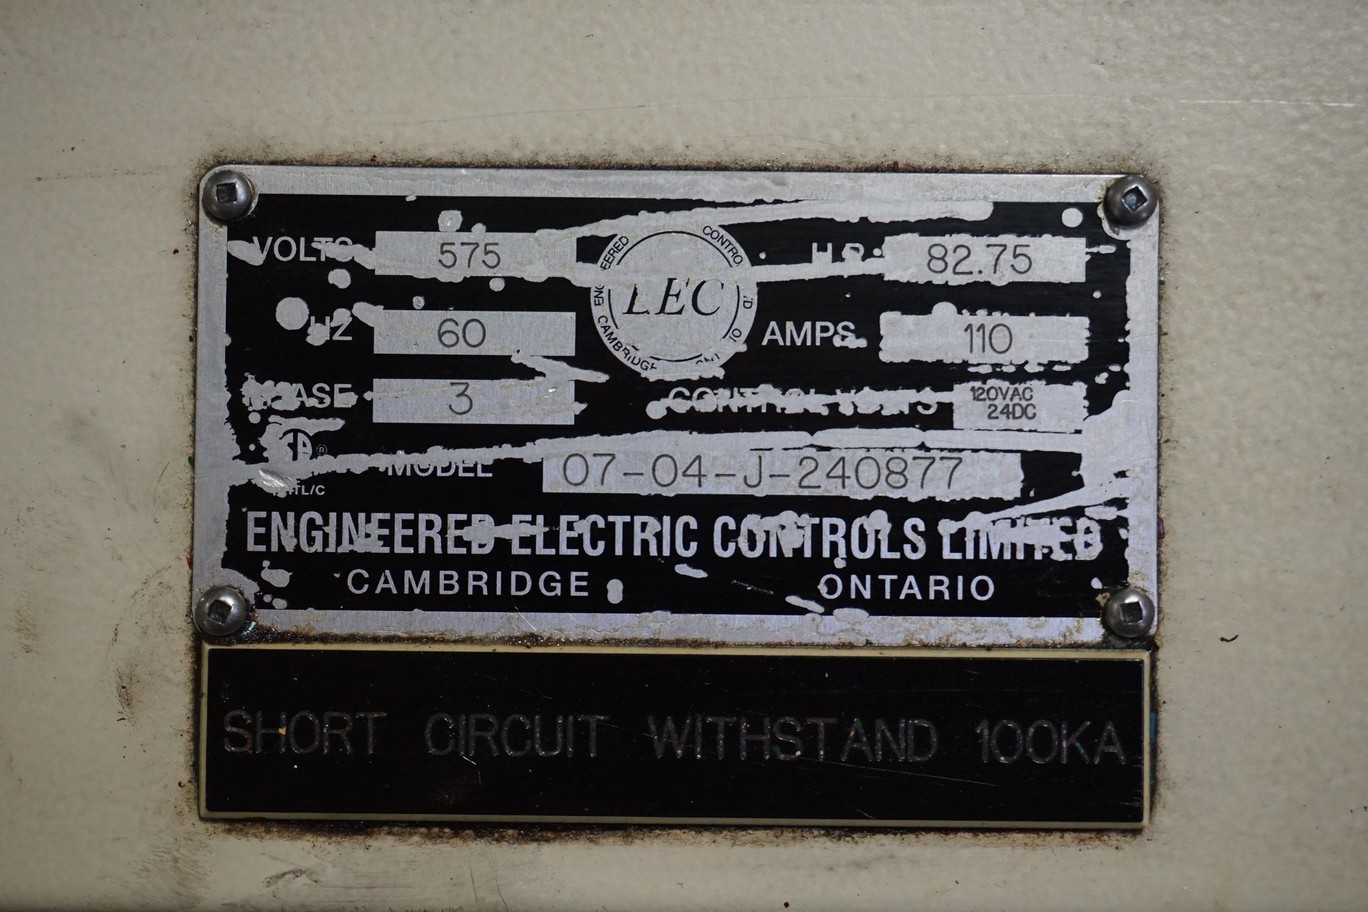 VOLTS 575
H.P. 82.75
HZ 60
AMPS 110
PHASE 3
CONTROL VOLTS 120VAC
24DC
MODEL 07-04-J-240877
ENGINEERED ELECTRIC CONTROLS LIMITED
CAMBRIDGE ONTARIO
SHORT CIRCUIT WITHSTAND 100KA